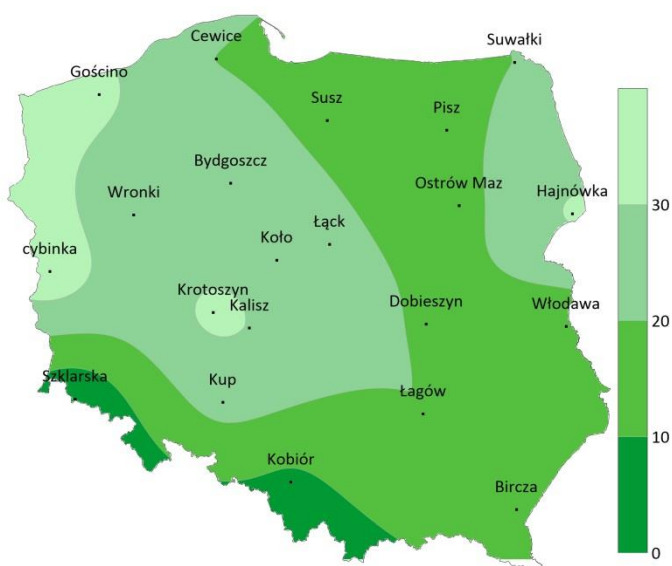 Cewice
Suwałki
Gościno
Susz
Pisz
Bydgoszcz
Ostrów Maz
Hajnówka
Wronki
Łąck
Koło
cybinka
Krotoszyn
Kalisz
Dobieszyn
Włodawa
Szklarska
Kup
Łagów
Kobiór
Bircza
30
20
10
0